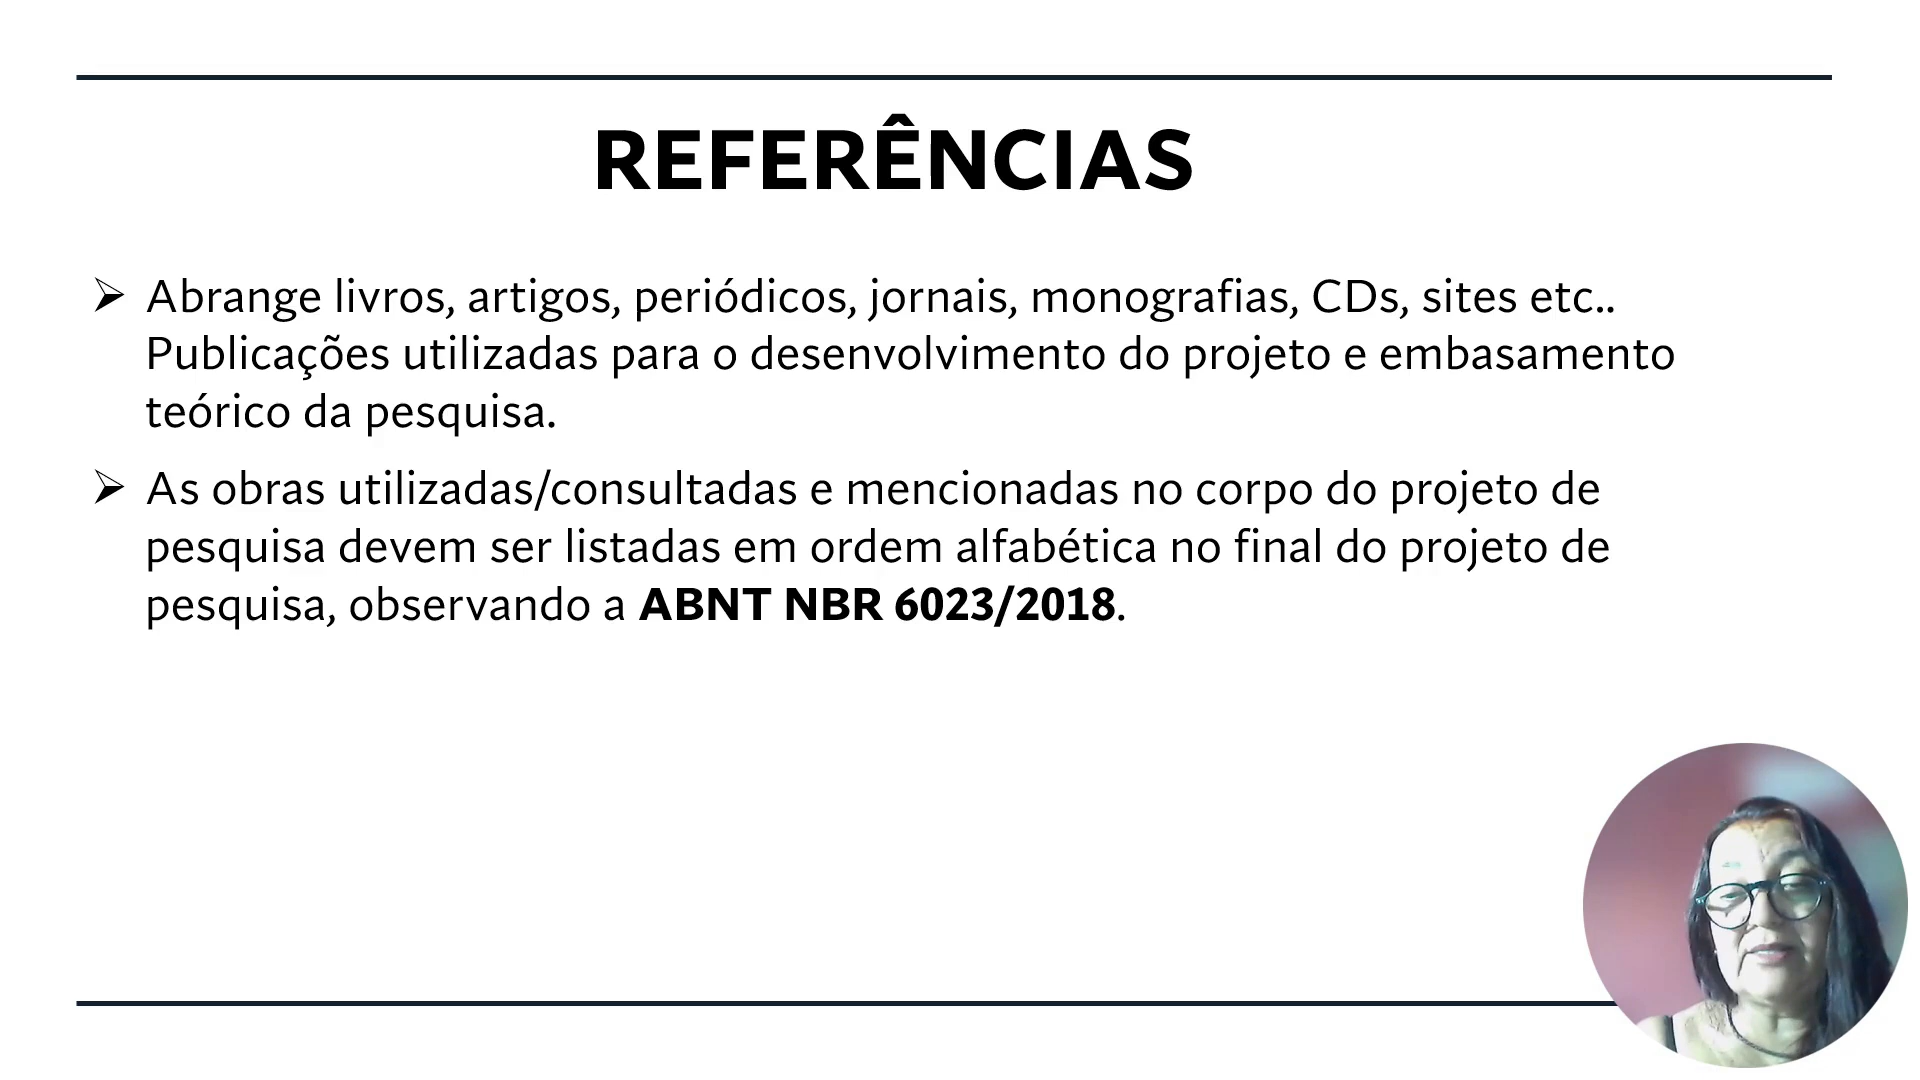 REFERÊNCIAS
➢ Abrange livros, artigos, periódicos, jornais, monografias, CDs, sites etc..
Publicações utilizadas para o desenvolvimento do projeto e embasamento
teórico da pesquisa.
➢ As obras utilizadas/consultadas e mencionadas no corpo do projeto de
pesquisa devem ser listadas em ordem alfabética no final do projeto de
pesquisa, observando a ABNT NBR 6023/2018.